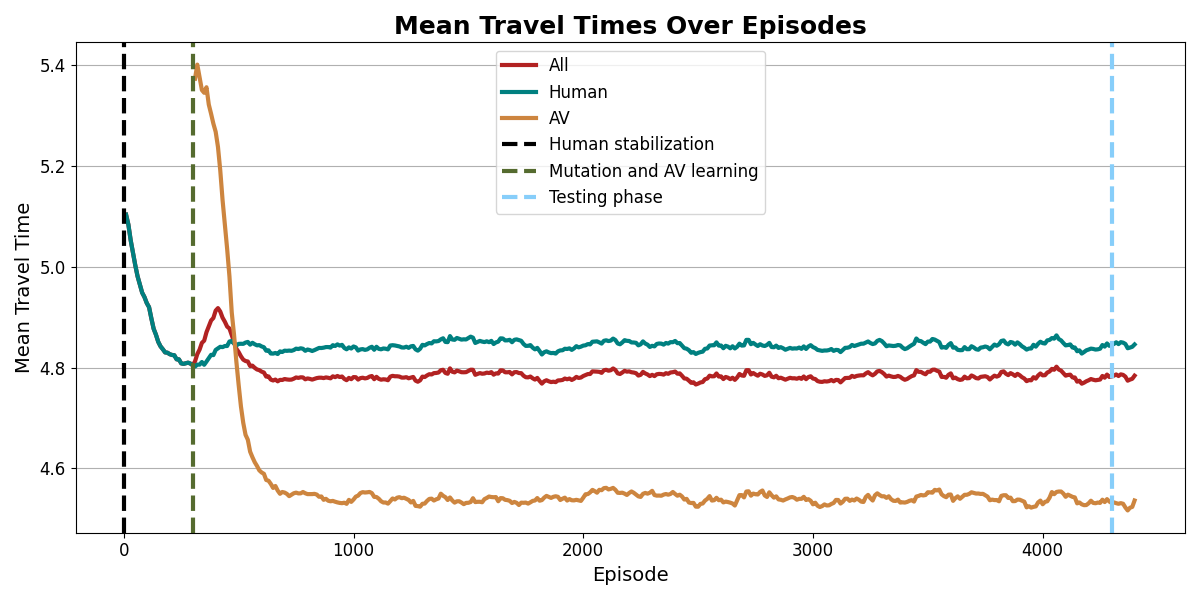 Mean Travel Times Over Episodes
Mean Travel Time
5.4
5.2
5.0
4.8
4.6
All
Human
AV
Human stabilization
Mutation and AV learning
Testing phase
0 1000 2000 3000 4000
Episode